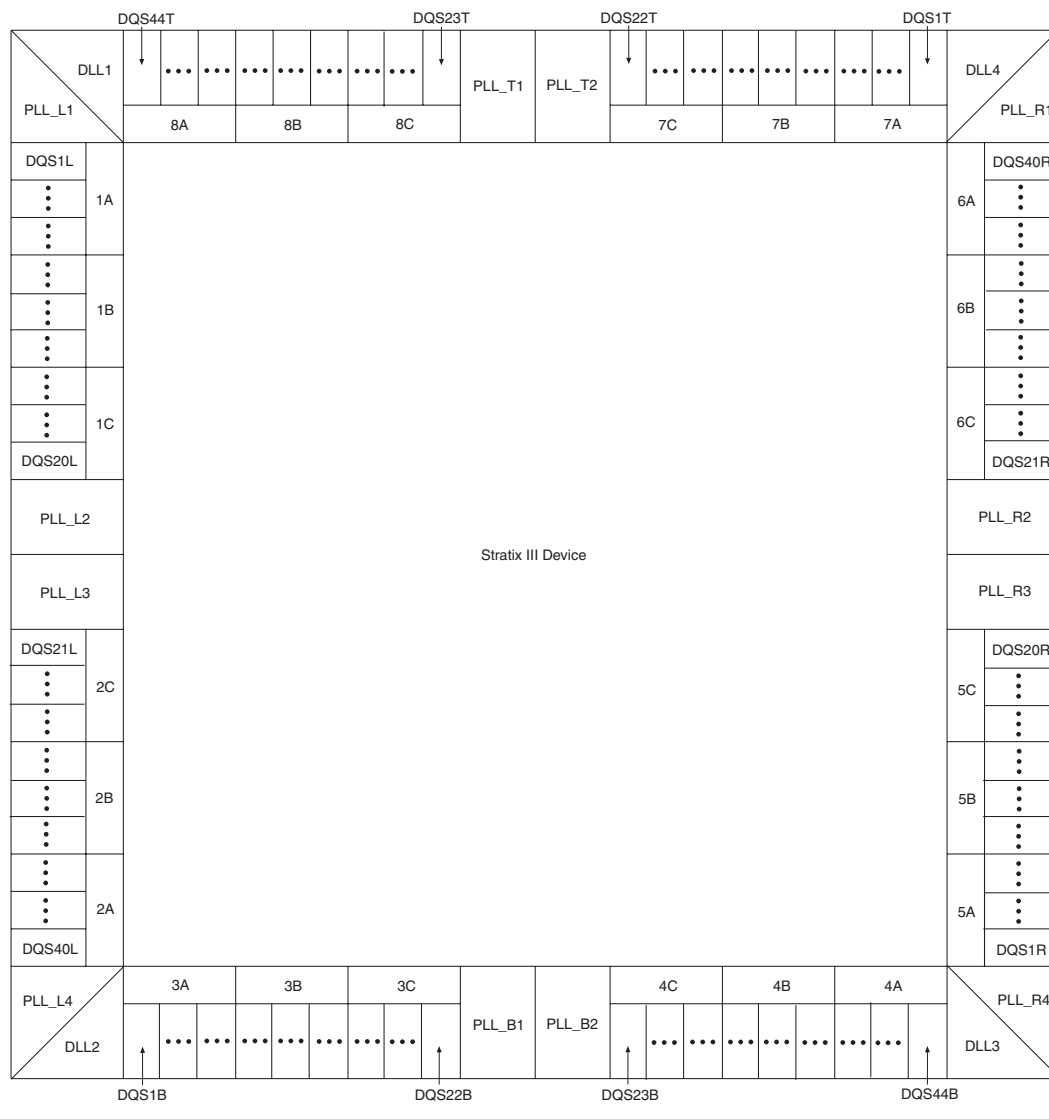 DQS44T DQS23T DQS22T DQS1T
DLL1 PLL_T1 PLL_T2 DLL4
PLL_L1 PLL_R1
8A 8B 8C 7C 7B 7A
DQS1L DQS40R
1A 6A
1B 6B
1C 6C
DQS20L DQS21R
PLL_L2 PLL_R2
Stratix III Device
PLL_L3 PLL_R3
DQS21L DQS20R
2C 5C
2B 5B
2A 5A
DQS40L DQS1R
3A 3B 3C 4C 4B 4A
PLL_L4 PLL_R4
PLL_B1 PLL_B2
DLL2 DLL3
DQS1B DQS22B DQS23B DQS44B